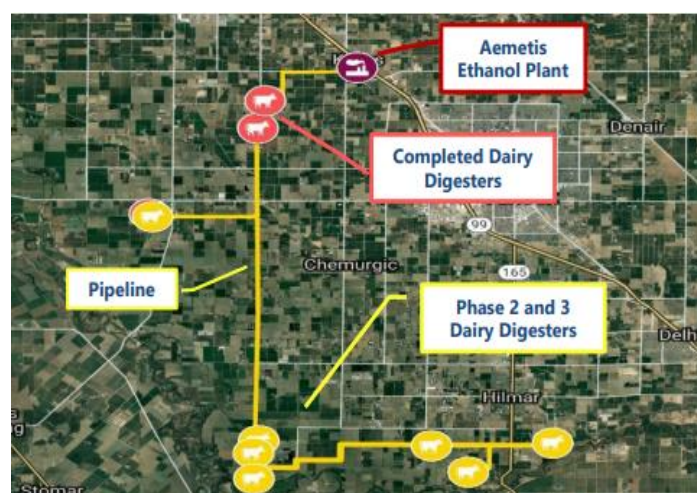 Aemetis
Ethanol Plant
Denair
Completed Dairy
Digesters
99
Chemurgic
165
Pipeline
Phase 2 and 3
Dairy Digesters
Delh
Hilmar
s
Stomar